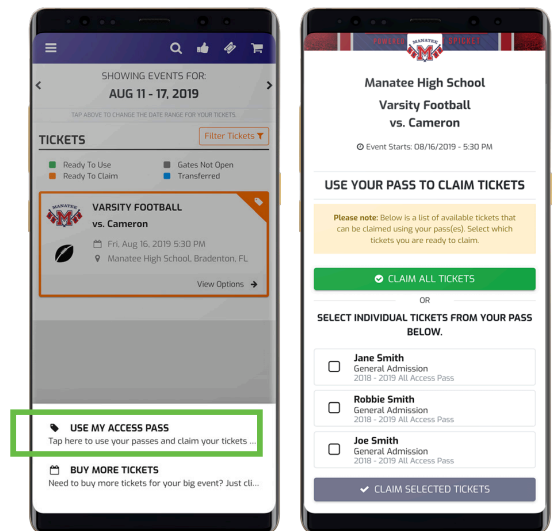 SHOWING EVENTS FOR:
AUG 11 - 17, 2019
TAP ABOVE TO CHANGE THE DATE RANGE FOR YOUR TICKETS
TICKETS
Filter Tickets
Ready To Use
Gates Not Open
Ready To Claim
Transferred
MANATEE
VARSITY FOOTBALL
vs. Cameron
Fri, Aug 16, 2019 5:30 PM
Manatee High School, Bradenton, FL
View Options
USE MY ACCESS PASS
Tap here to use your passes and claim your tickets ...
BUY MORE TICKETS
Need to buy more tickets for your big event? Just cli...
MANATEE
Manatee High School
Varsity Football
vs. Cameron
Event Starts: 08/16/2019 - 5:30 PM
USE YOUR PASS TO CLAIM TICKETS
Please note: Below is a list of available tickets that
can be claimed using your pass(es). Select which
tickets you are ready to claim.
CLAIM ALL TICKETS
OR
SELECT INDIVIDUAL TICKETS FROM YOUR PASS
BELOW.
Jane Smith
General Admission
2018 - 2019 All Access Pass
Robbie Smith
General Admission
2018 - 2019 All Access Pass
Joe Smith
General Admission
2018 - 2019 All Access Pass
CLAIM SELECTED TICKETS